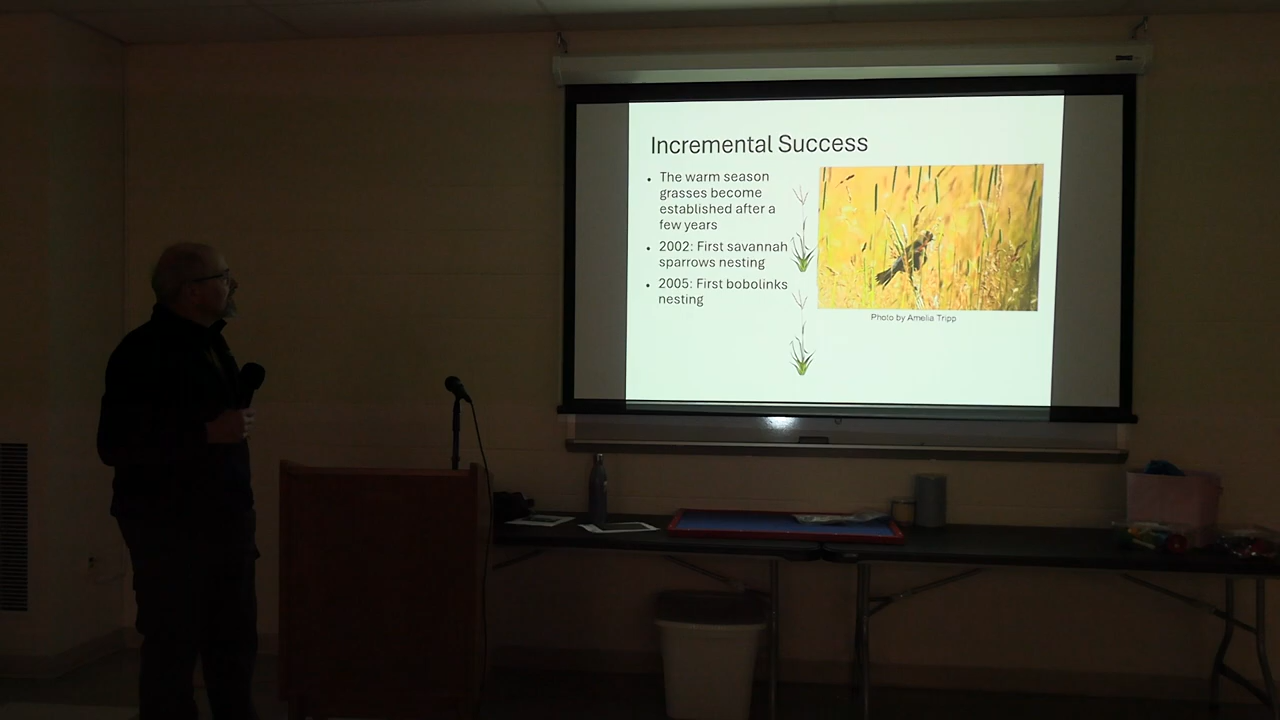 Incremental Success
• The warm season
grasses become
established after a
few years
• 2002: First savannah
sparrows nesting
• 2005: First bobolinks
nesting
Photo by Amelia Tripp